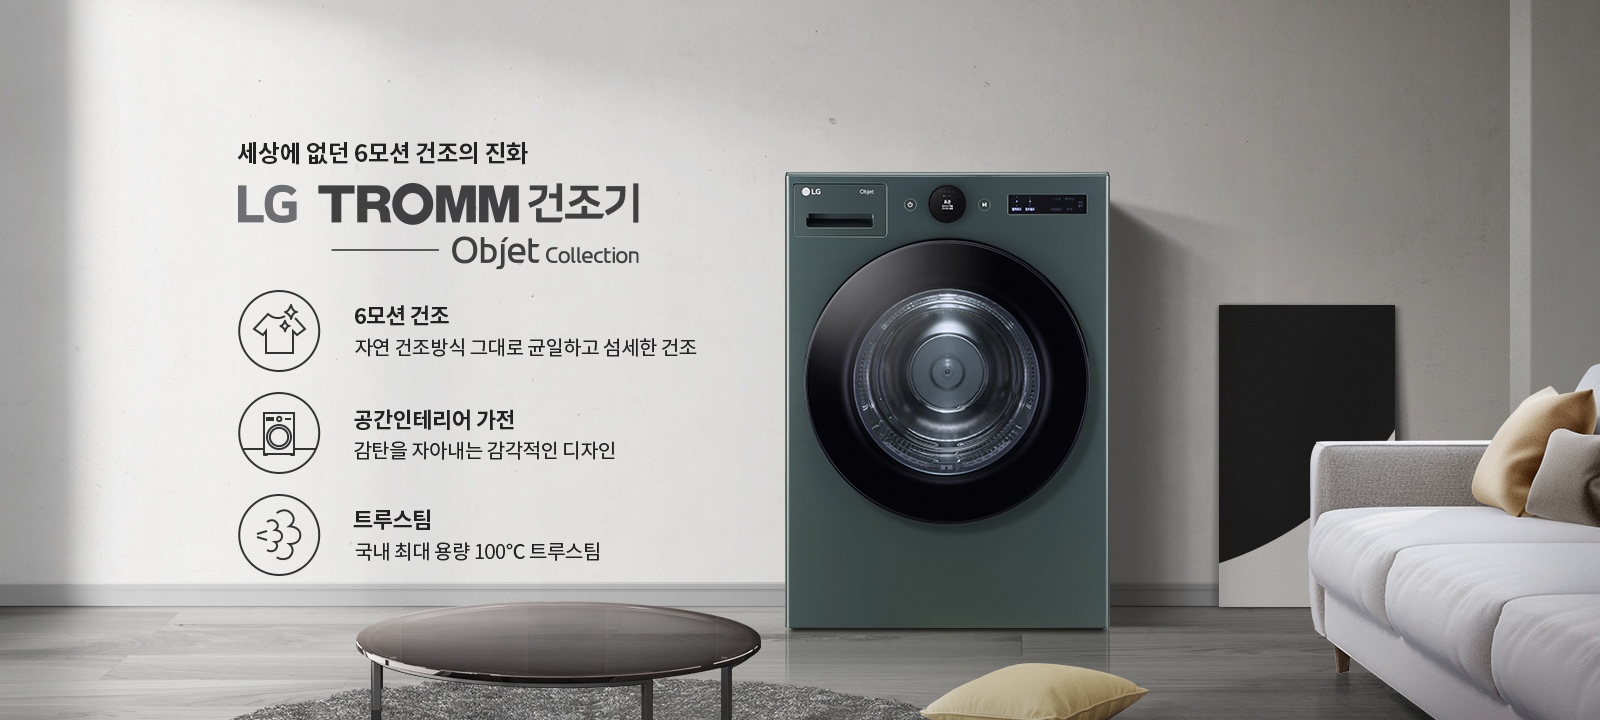 세상에 없던 6모션 건조의 진화
LG TROMM 건조기
Objet Collection
6모션 건조
자연 건조방식 그대로 균일하고 섬세한 건조
공간인테리어 가전
감탄을 자아내는 감각적인 디자인
트루스팀
국내 최대 용량 100℃ 트루스팀
LG
Objet
표준